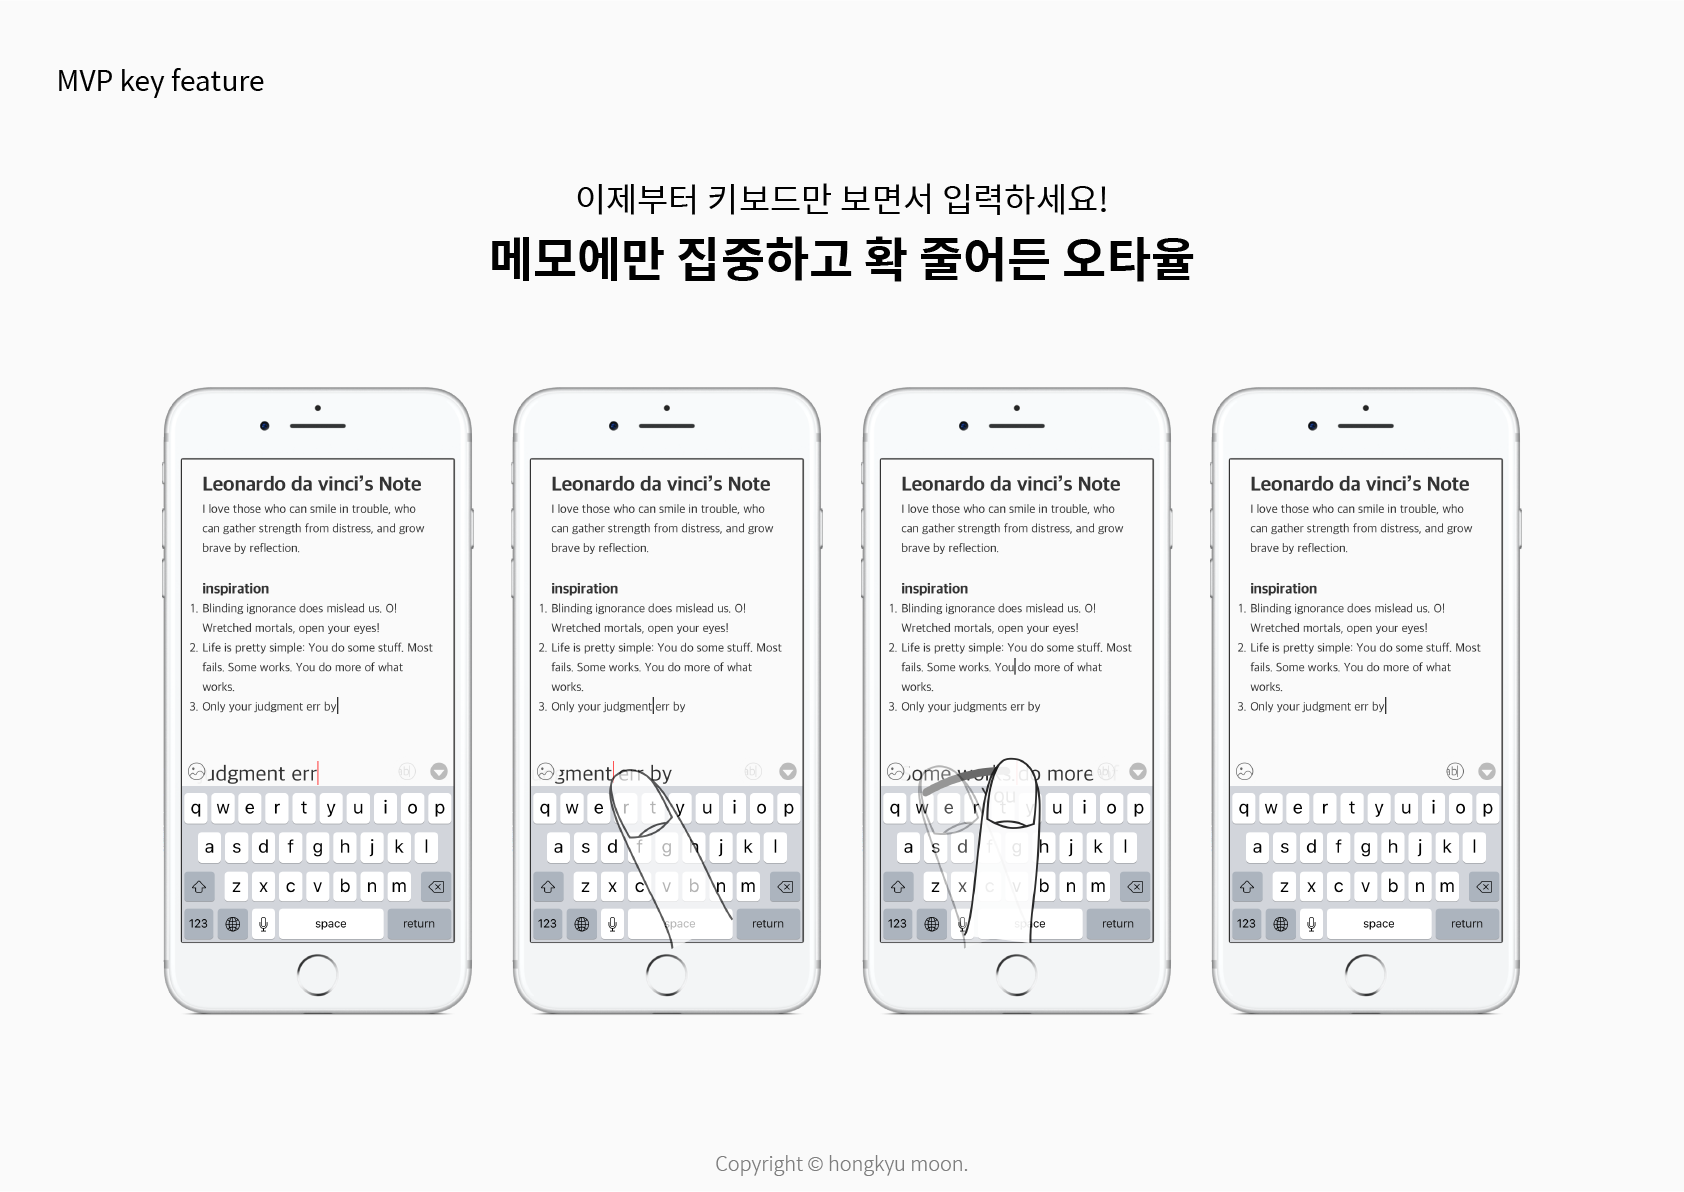 MVP key feature
이제부터 키보드만 보면서 입력하세요!
메모에만 집중하고 확 줄어든 오타율
Leonardo da vinci's Note
I love those who can smile in trouble, who
can gather strength from distress, and grow
brave by reflection.
inspiration
1. Blinding ignorance does mislead us. O!
Wretched mortals, open your eyes!
2. Life is pretty simple: You do some stuff. Most
fails. Some works. You do more of what
works.
3. Only your judgment err by
udgment err
q w e r t y u i o p
a s d f g h j k l
z x c v b n m
123 space return
Leonardo da vinci's Note
I love those who can smile in trouble, who
can gather strength from distress, and grow
brave by reflection.
inspiration
1. Blinding ignorance does mislead us. O!
Wretched mortals, open your eyes!
2. Life is pretty simple: You do some stuff. Most
fails. Some works. You do more of what
works.
3. Only your judgment err by
gment err by
q w e r t y u i o p
a s d f g h j k l
z x c v b n m
123 space return
Leonardo da vinci's Note
I love those who can smile in trouble, who
can gather strength from distress, and grow
brave by reflection.
inspiration
1. Blinding ignorance does mislead us. O!
Wretched mortals, open your eyes!
2. Life is pretty simple: You do some stuff. Most
fails. Some works. You do more of what
works.
3. Only your judgments err by
Some works. do more
q w e r t y u i o p
a s d f g h j k l
z x c v b n m
123 space return
Leonardo da vinci's Note
I love those who can smile in trouble, who
can gather strength from distress, and grow
brave by reflection.
inspiration
1. Blinding ignorance does mislead us. O!
Wretched mortals, open your eyes!
2. Life is pretty simple: You do some stuff. Most
fails. Some works. You do more of what
works.
3. Only your judgment err by
q w e r t y u i o p
a s d f g h j k l
z x c v b n m
123 space return
Copyright © hongkyu moon.